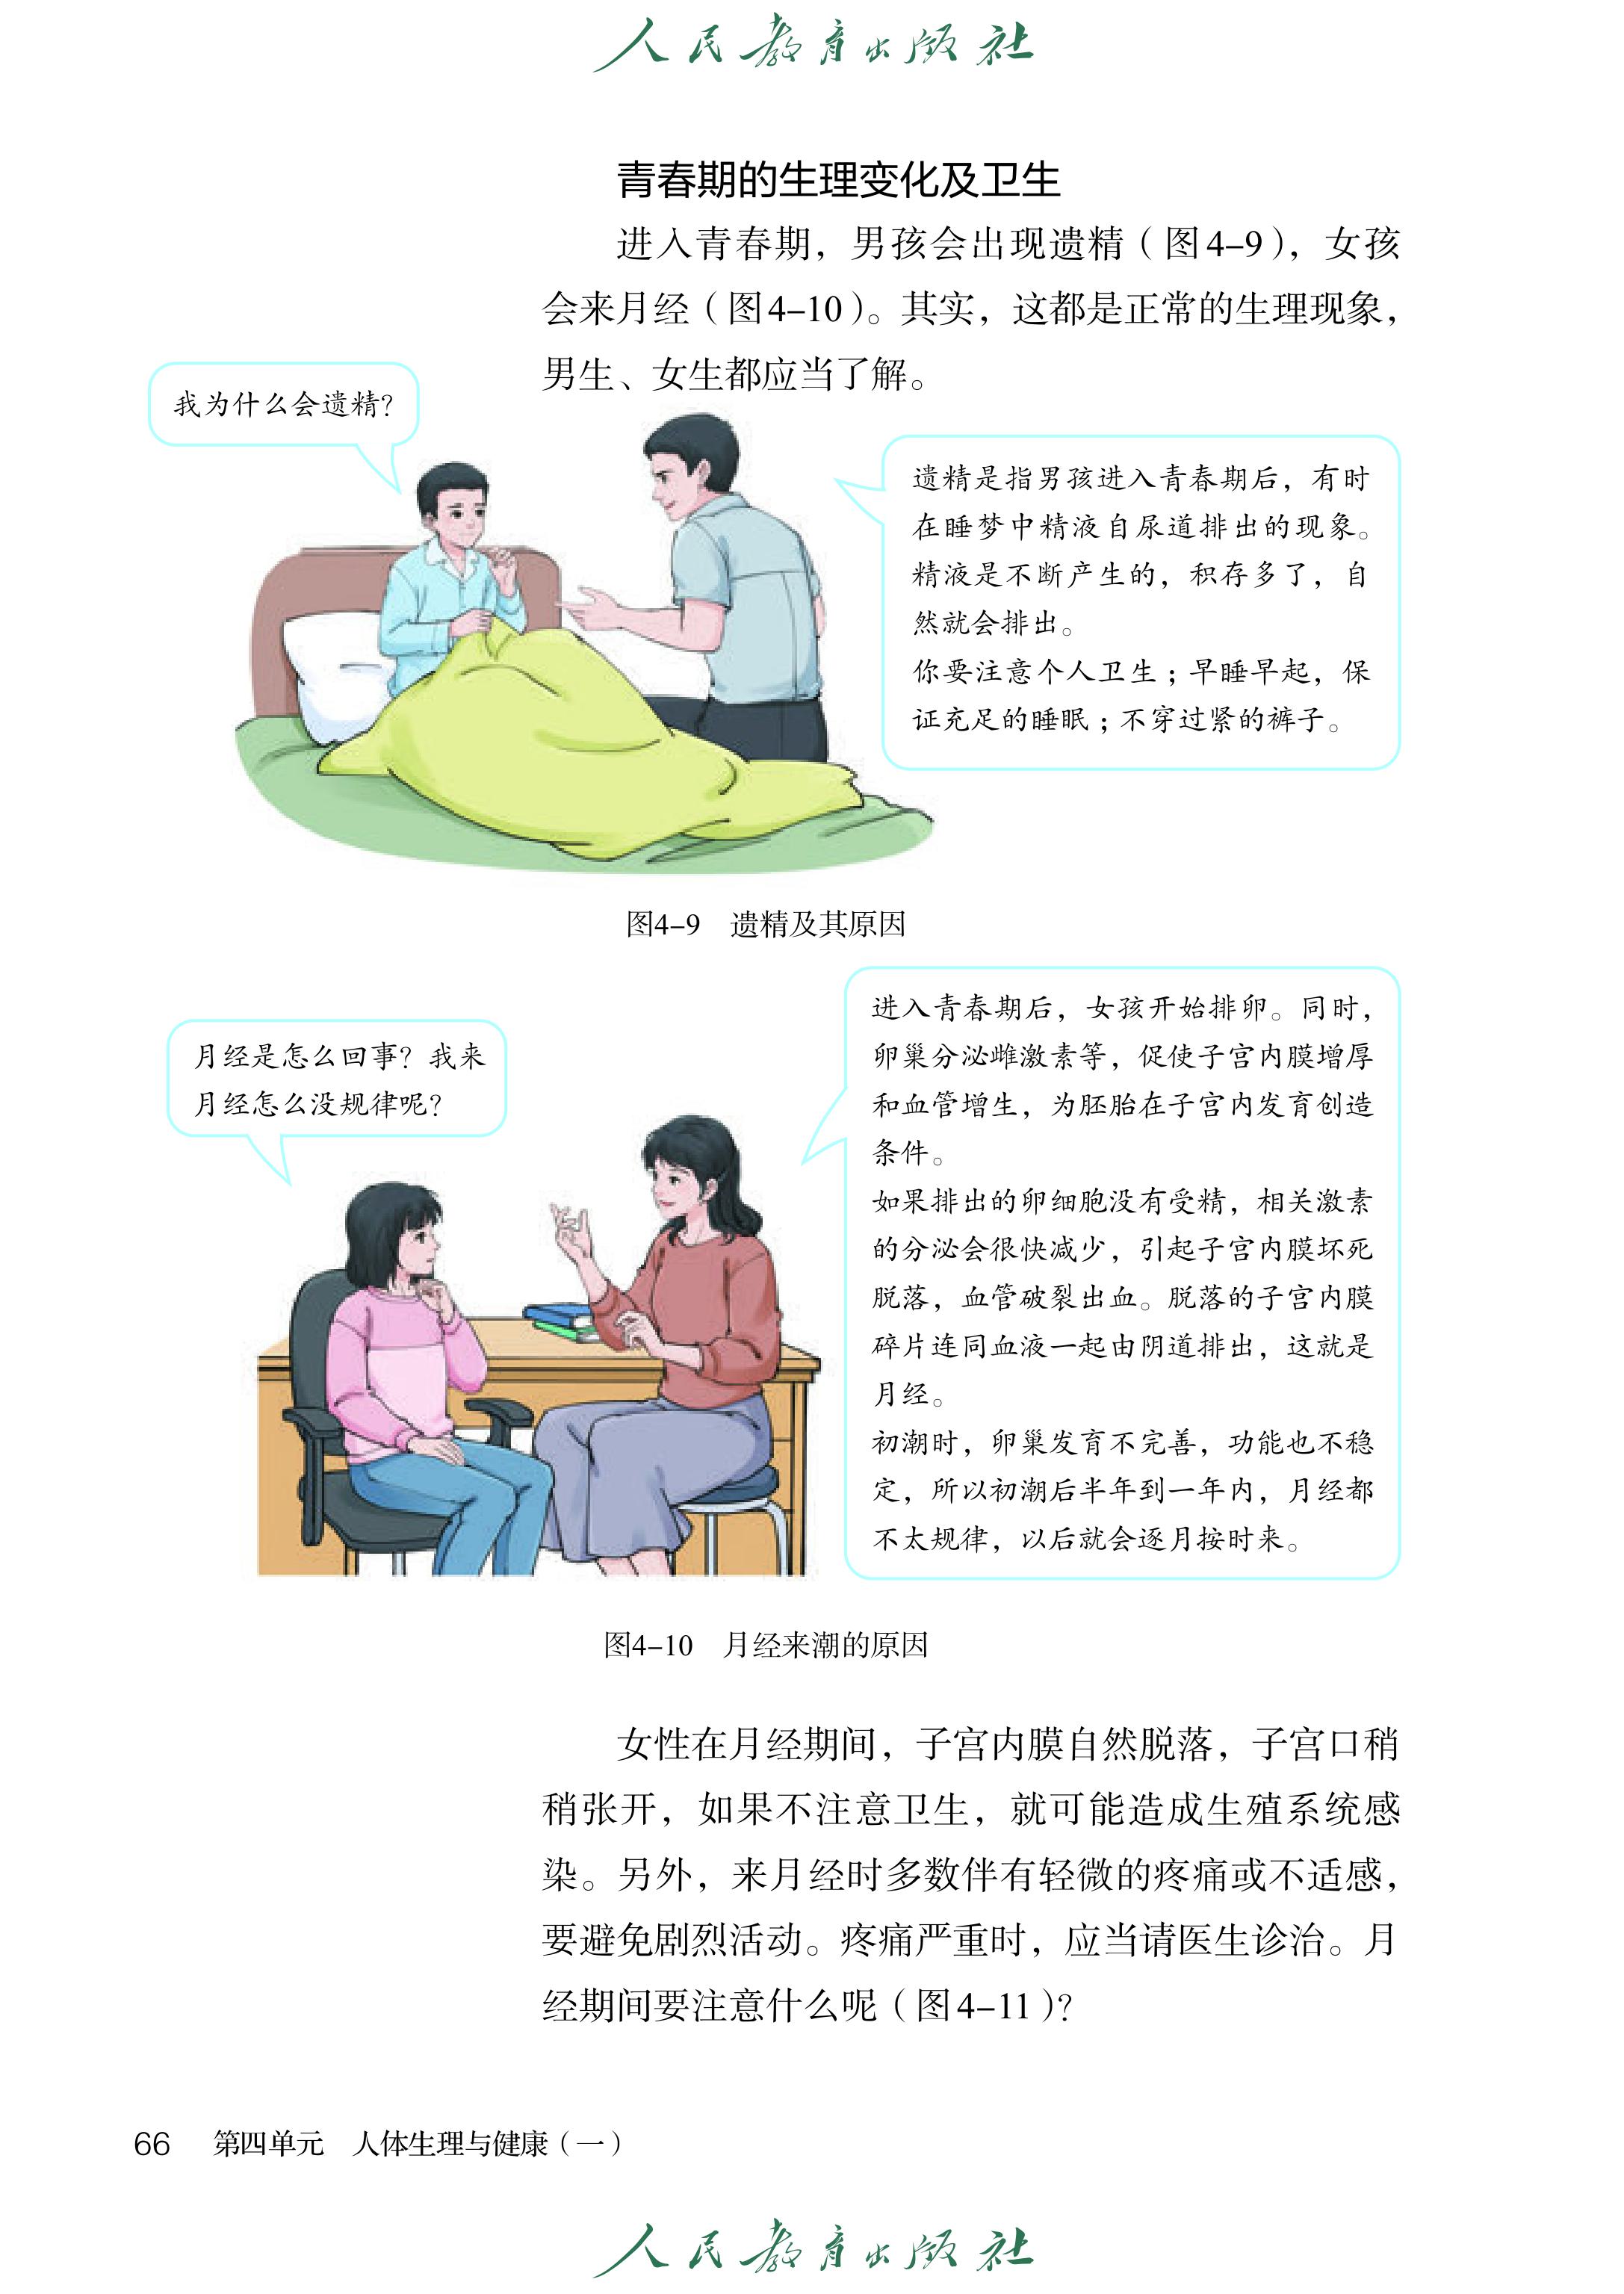 人民教育出版社
青春期的生理变化及卫生
进入青春期，男孩会出现遗精（图4–9），女孩
会来月经（图4–10）。其实，这都是正常的生理现象，
男生、女生都应当了解。
我为什么会遗精？
遗精是指男孩进入青春期后，有时
在睡梦中精液自尿道排出的现象。
精液是不断产生的，积存多了，自
然就会排出。
你要注意个人卫生；早睡早起，保
证充足的睡眠；不穿过紧的裤子。
图4–9　遗精及其原因
月经是怎么回事？我来
月经怎么没规律呢？
进入青春期后，女孩开始排卵。同时，
卵巢分泌雌激素等，促使子宫内膜增厚
和血管增生，为胚胎在子宫内发育创造
条件。
如果排出的卵细胞没有受精，相关激素
的分泌会很快减少，引起子宫内膜坏死
脱落，血管破裂出血。脱落的子宫内膜
碎片连同血液一起由阴道排出，这就是
月经。
初潮时，卵巢发育不完善，功能也不稳
定，所以初潮后半年到一年内，月经都
不太规律，以后就会逐月按时来。
图4–10　月经来潮的原因
女性在月经期间，子宫内膜自然脱落，子宫口稍
稍张开，如果不注意卫生，就可能造成生殖系统感
染。另外，来月经时多数伴有轻微的疼痛或不适感，
要避免剧烈活动。疼痛严重时，应当请医生诊治。月
经期间要注意什么呢（图4–11）？
66　第四单元　人体生理与健康（一）
人民教育出版社